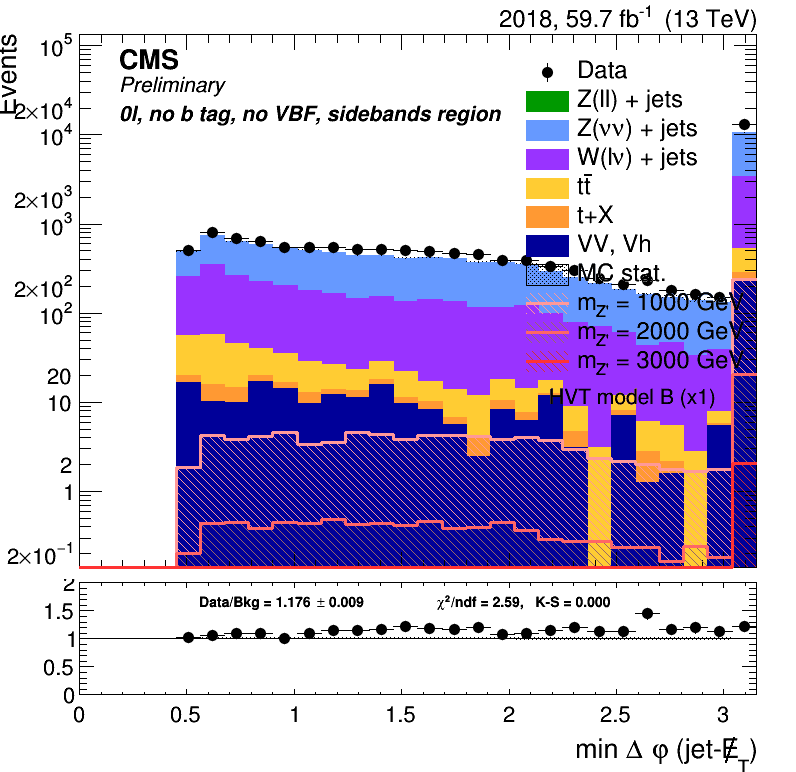 2018, 59.7 fb⁻¹ (13 TeV)
Events
CMS
Preliminary
0l, no b tag, no VBF, sidebands region
Data
Z(ll) + jets
Z(νν) + jets
W(lν) + jets
tt̄
t+X
VV, Vh
MC stat.
m_Z' = 1000 GeV
m_Z' = 2000 GeV
m_Z' = 3000 GeV
HVT model B (x1)
10⁵
2×10⁴
10⁴
2×10³
10³
2×10²
10²
20
10
2
1
2×10⁻¹
Data/Bkg = 1.176 ± 0.009 χ²/ndf = 2.59, K-S = 0.000
2
1.5
1
0.5
0
0 0.5 1 1.5 2 2.5 3
min Δ φ (jet-E̸_T)